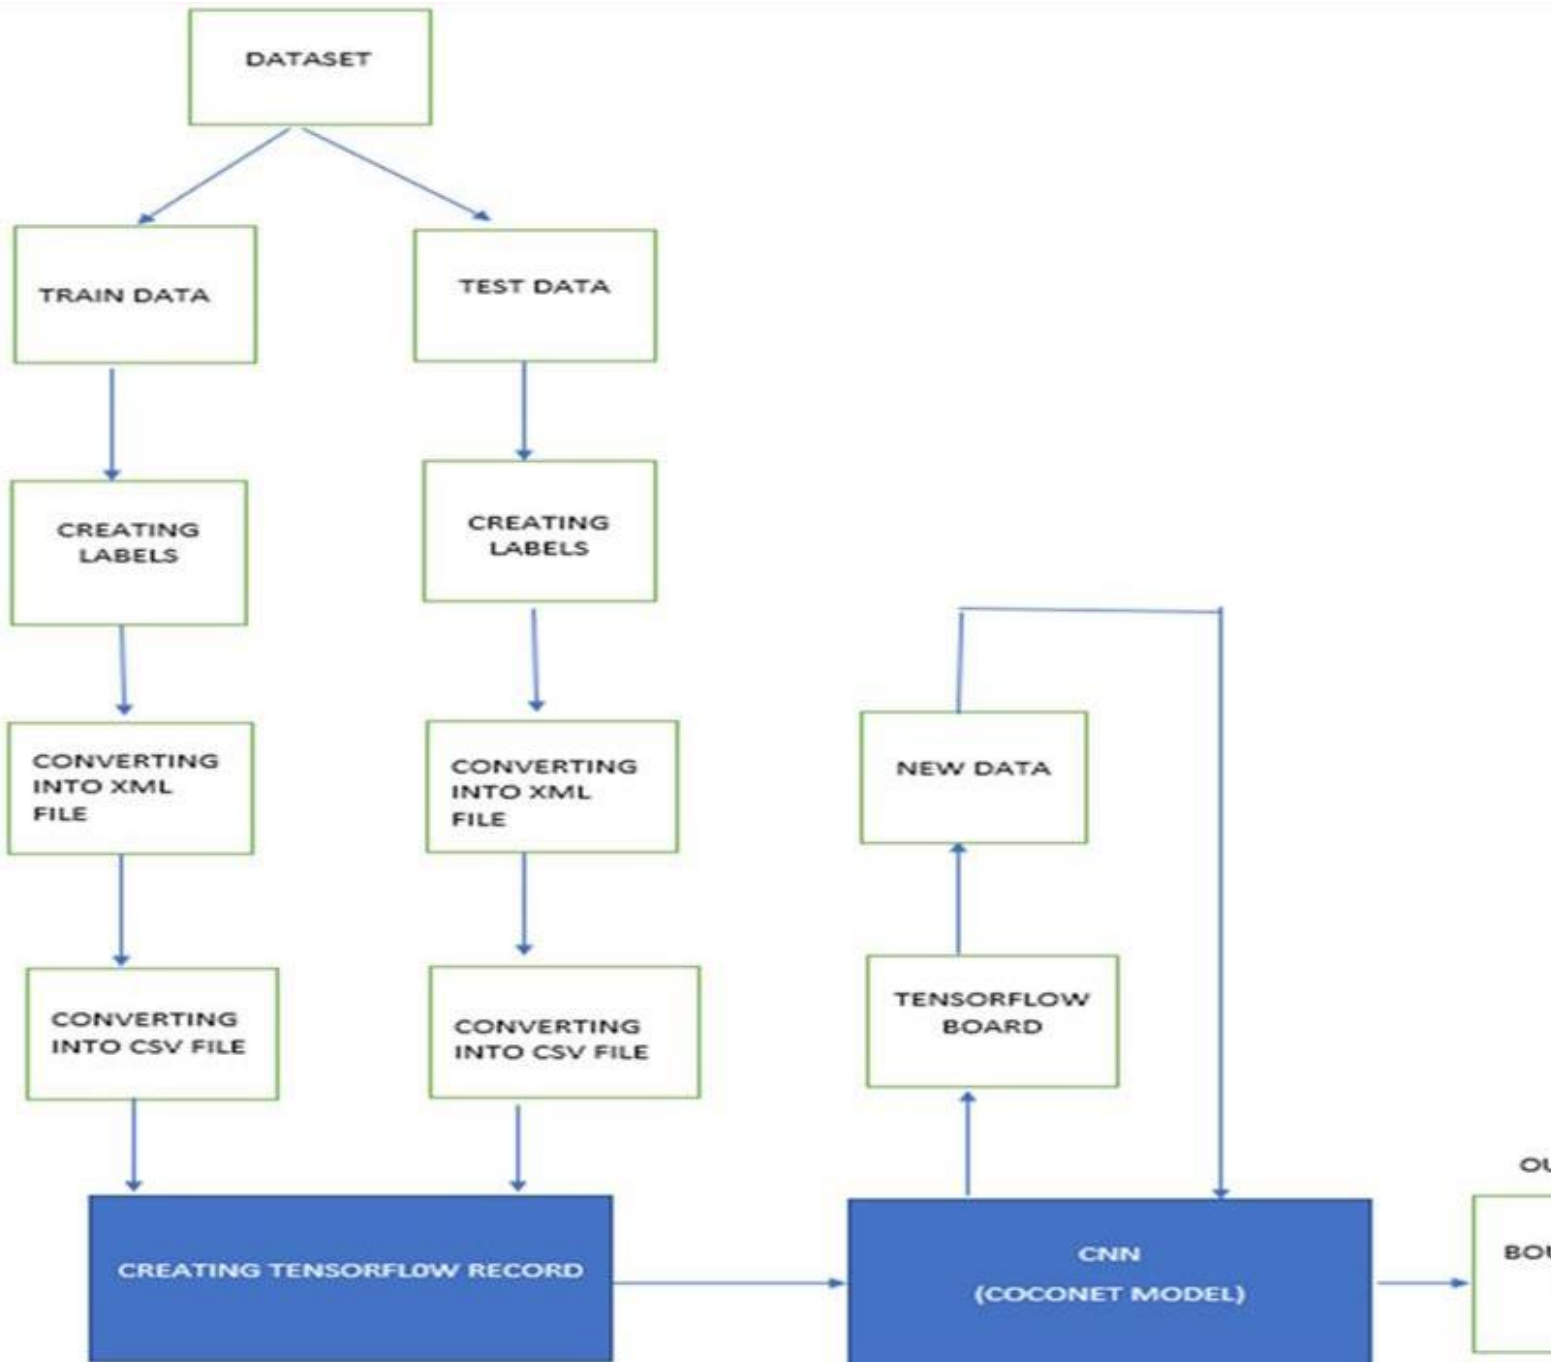 DATASET
TRAIN DATA
TEST DATA
CREATING
LABELS
CREATING
LABELS
CONVERTING
INTO XML
FILE
CONVERTING
INTO XML
FILE
NEW DATA
CONVERTING
INTO CSV FILE
CONVERTING
INTO CSV FILE
TENSORFLOW
BOARD
CREATING TENSORFL0W RECORD
CNN
(COCONET MODEL)